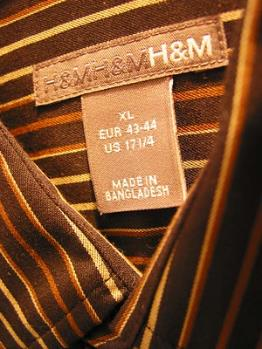 H&MH&MH&M
XL
EUR 43-44
US 17 1/4
MADE IN
BANGLADESH